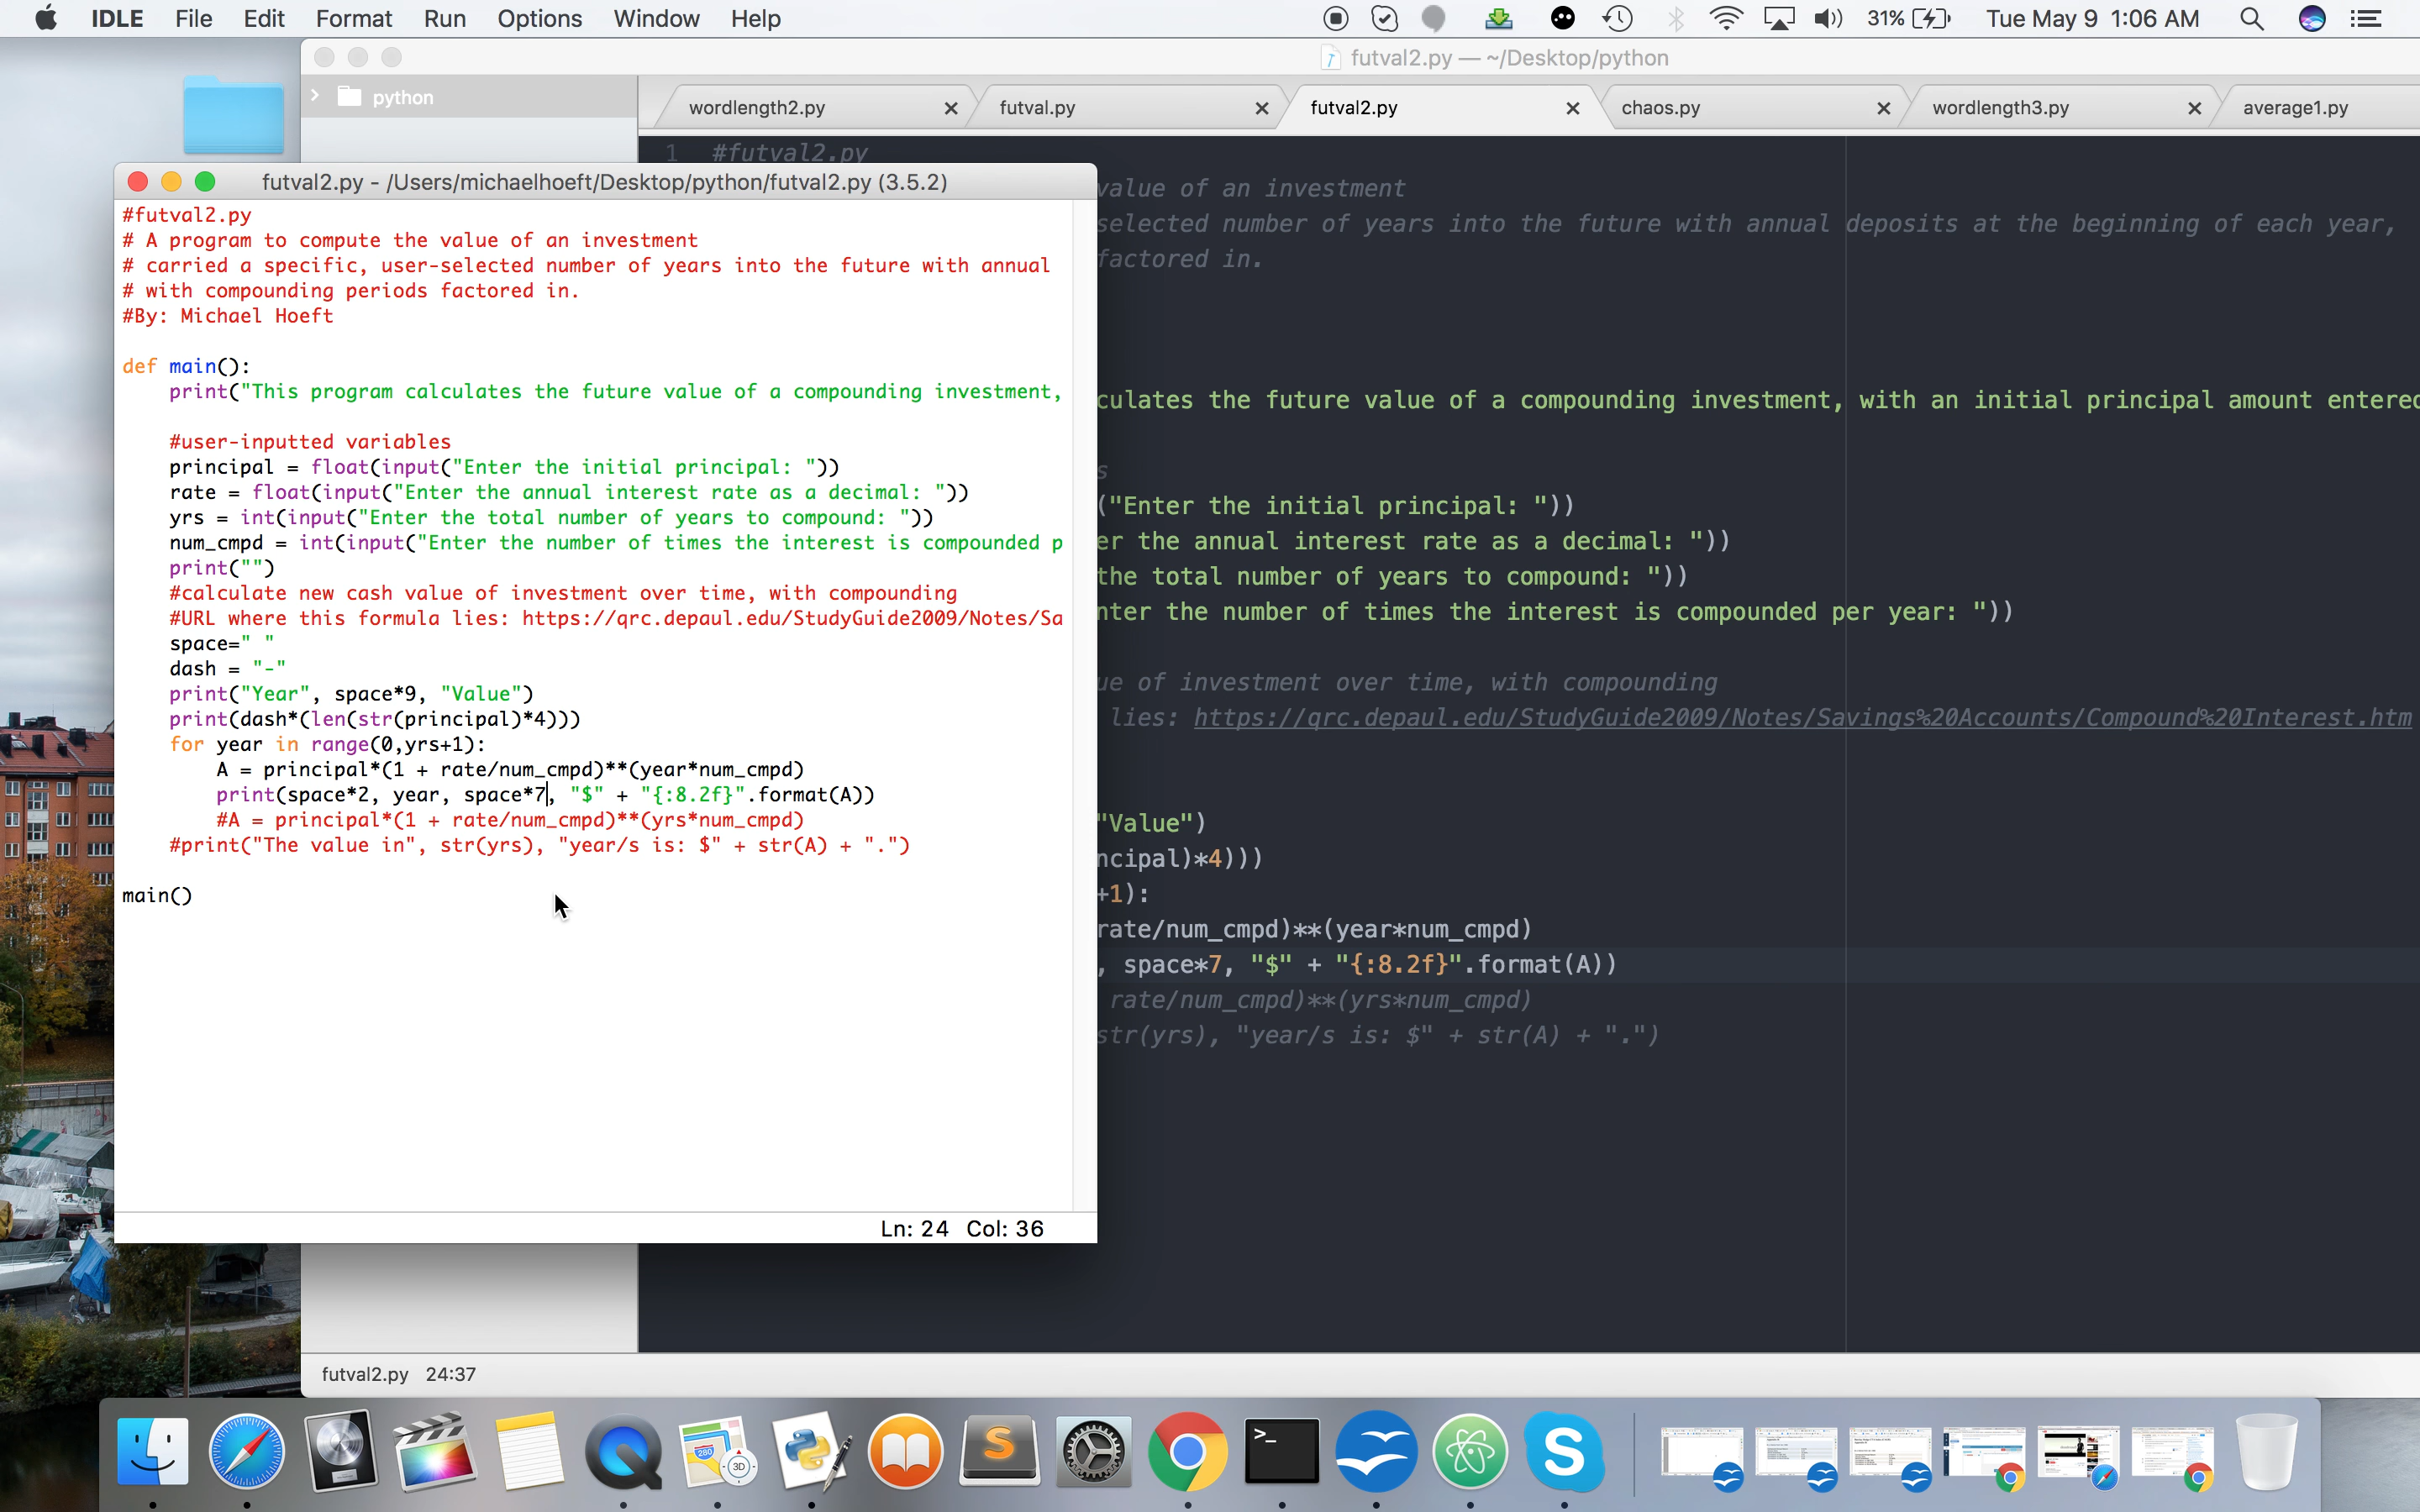 IDLE File Edit Format Run Options Window Help 31% Tue May 9 1:06 AM
futval2.py — ~/Desktop/python
python
wordlength2.py futval.py futval2.py chaos.py wordlength3.py average1.py
1 #futval2.py
futval2.py - /Users/michaelhoeft/Desktop/python/futval2.py (3.5.2)
#futval2.py
# A program to compute the value of an investment
# carried a specific, user-selected number of years into the future with annual
# with compounding periods factored in.
#By: Michael Hoeft
def main():
print("This program calculates the future value of a compounding investment,
#user-inputted variables
principal = float(input("Enter the initial principal: "))
rate = float(input("Enter the annual interest rate as a decimal: "))
yrs = int(input("Enter the total number of years to compound: "))
num_cmpd = int(input("Enter the number of times the interest is compounded p
print("")
#calculate new cash value of investment over time, with compounding
#URL where this formula lies: https://qrc.depaul.edu/StudyGuide2009/Notes/Sa
space=" "
dash = "-"
print("Year", space*9, "Value")
print(dash*(len(str(principal)*4)))
for year in range(0,yrs+1):
A = principal*(1 + rate/num_cmpd)**(year*num_cmpd)
print(space*2, year, space*7, "$" + "{:8.2f}".format(A))
#A = principal*(1 + rate/num_cmpd)**(yrs*num_cmpd)
#print("The value in", str(yrs), "year/s is: $" + str(A) + ".")
main()
Ln: 24 Col: 36
value of an investment
selected number of years into the future with annual deposits at the beginning of each year,
factored in.
culates the future value of a compounding investment, with an initial principal amount entered
s
("Enter the initial principal: "))
er the annual interest rate as a decimal: "))
the total number of years to compound: "))
nter the number of times the interest is compounded per year: "))
ue of investment over time, with compounding
lies: https://qrc.depaul.edu/StudyGuide2009/Notes/Savings%20Accounts/Compound%20Interest.htm
"Value")
ncipal)*4)))
+1):
rate/num_cmpd)**(year*num_cmpd)
, space*7, "$" + "{:8.2f}".format(A))
rate/num_cmpd)**(yrs*num_cmpd)
str(yrs), "year/s is: $" + str(A) + ".")
futval2.py 24:37
280
3D
S
>_
S